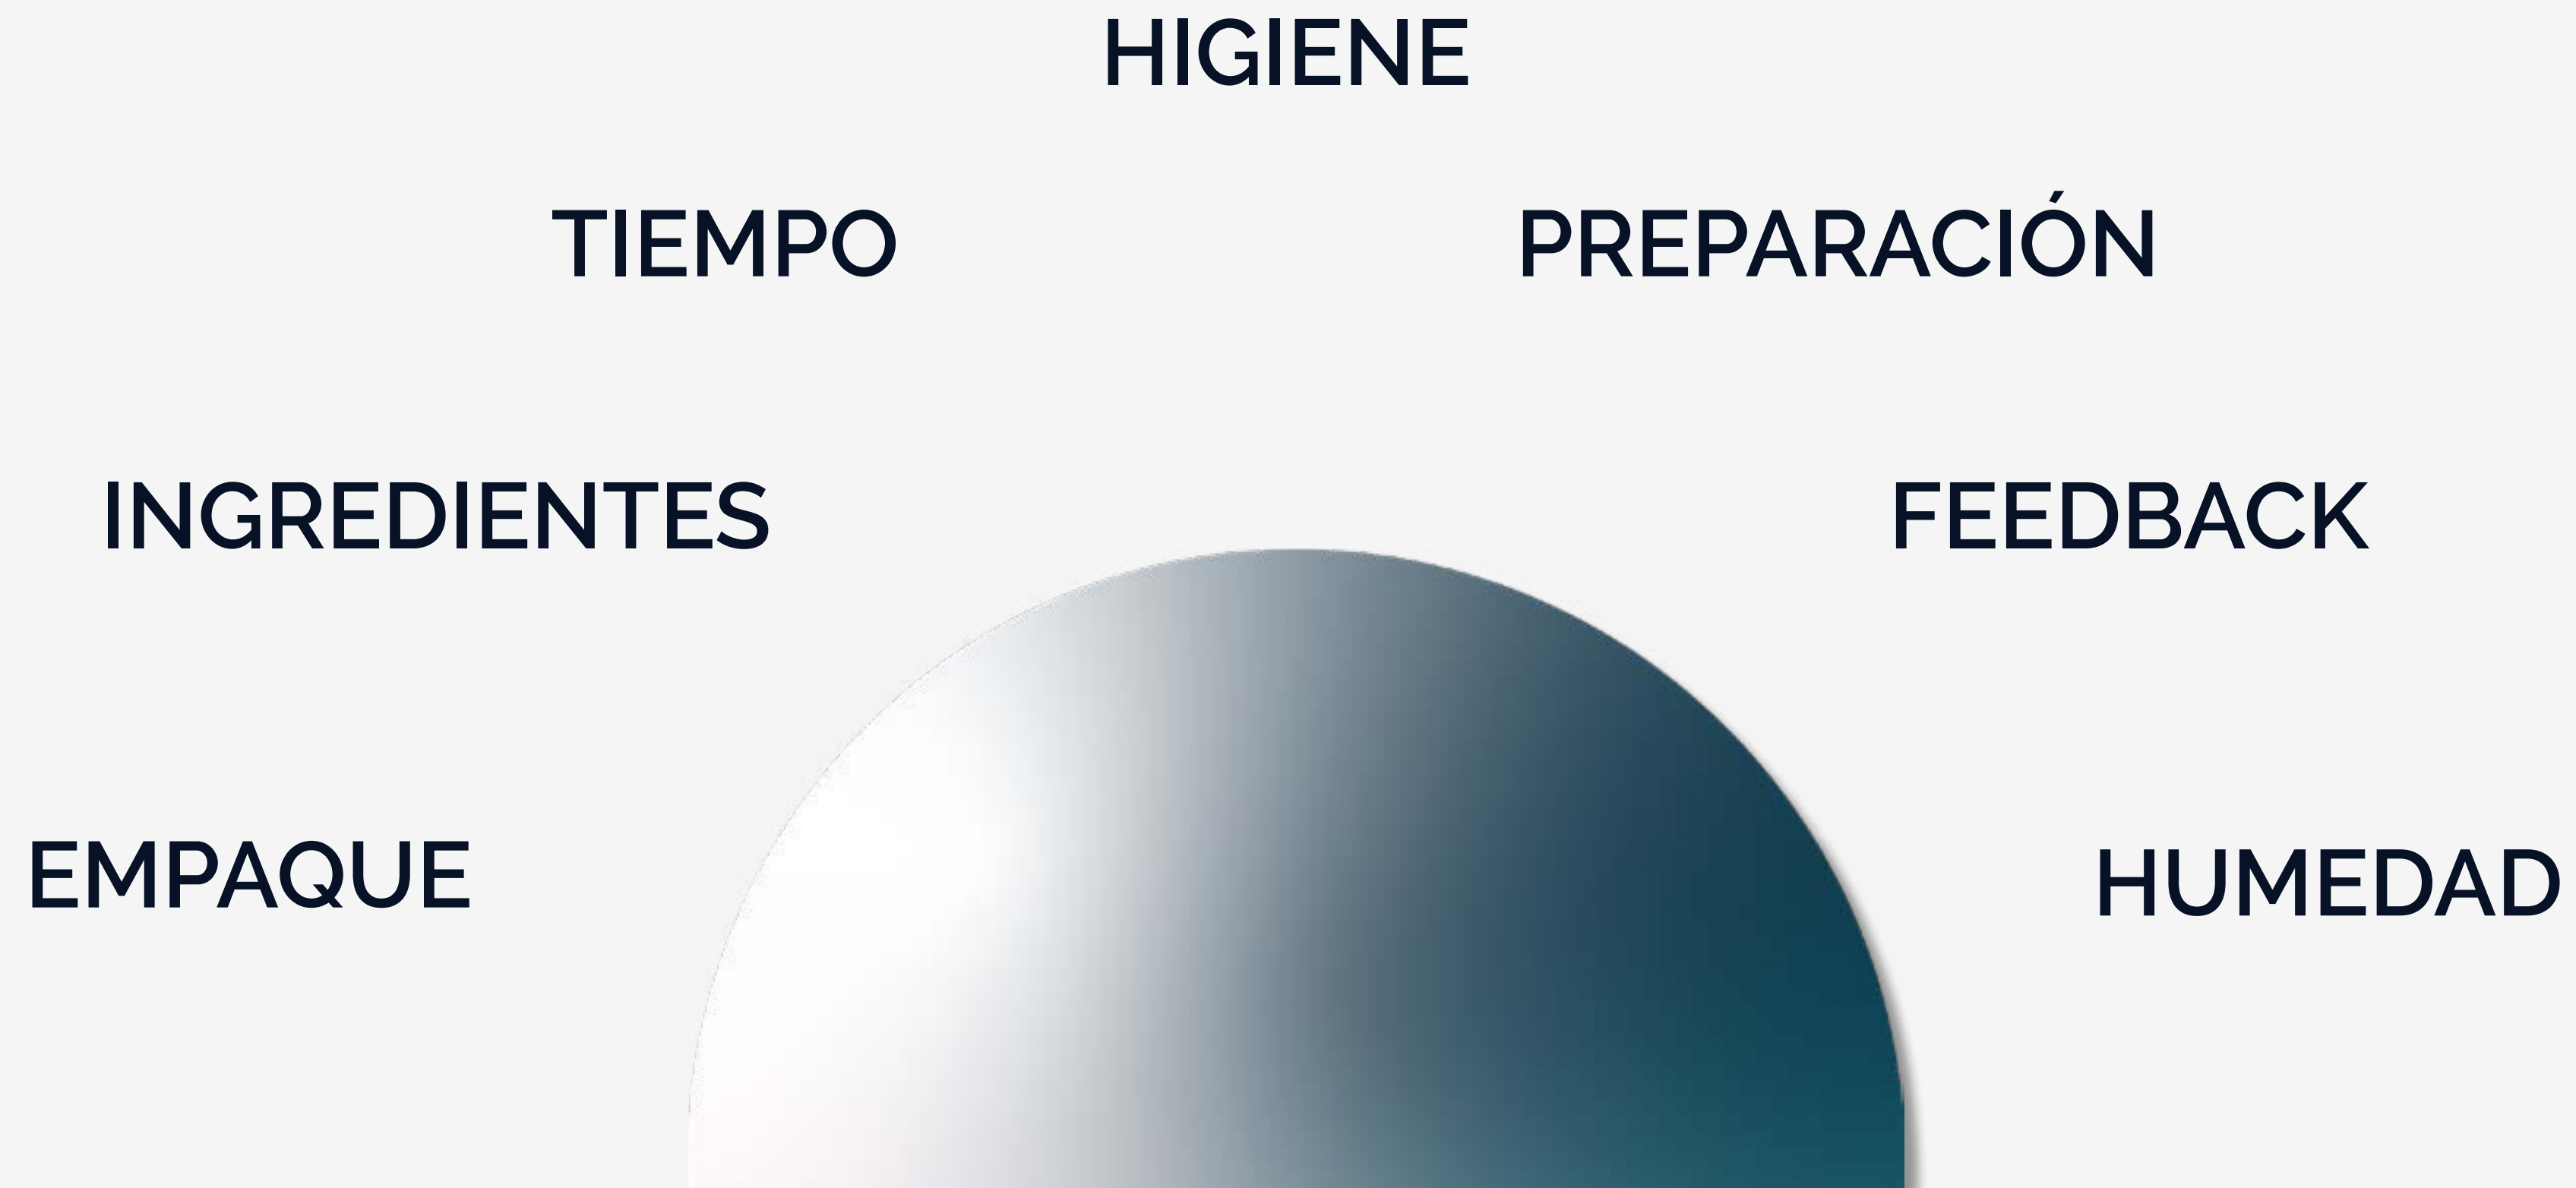 HIGIENE
TIEMPO
PREPARACIÓN
INGREDIENTES
FEEDBACK
EMPAQUE
HUMEDAD